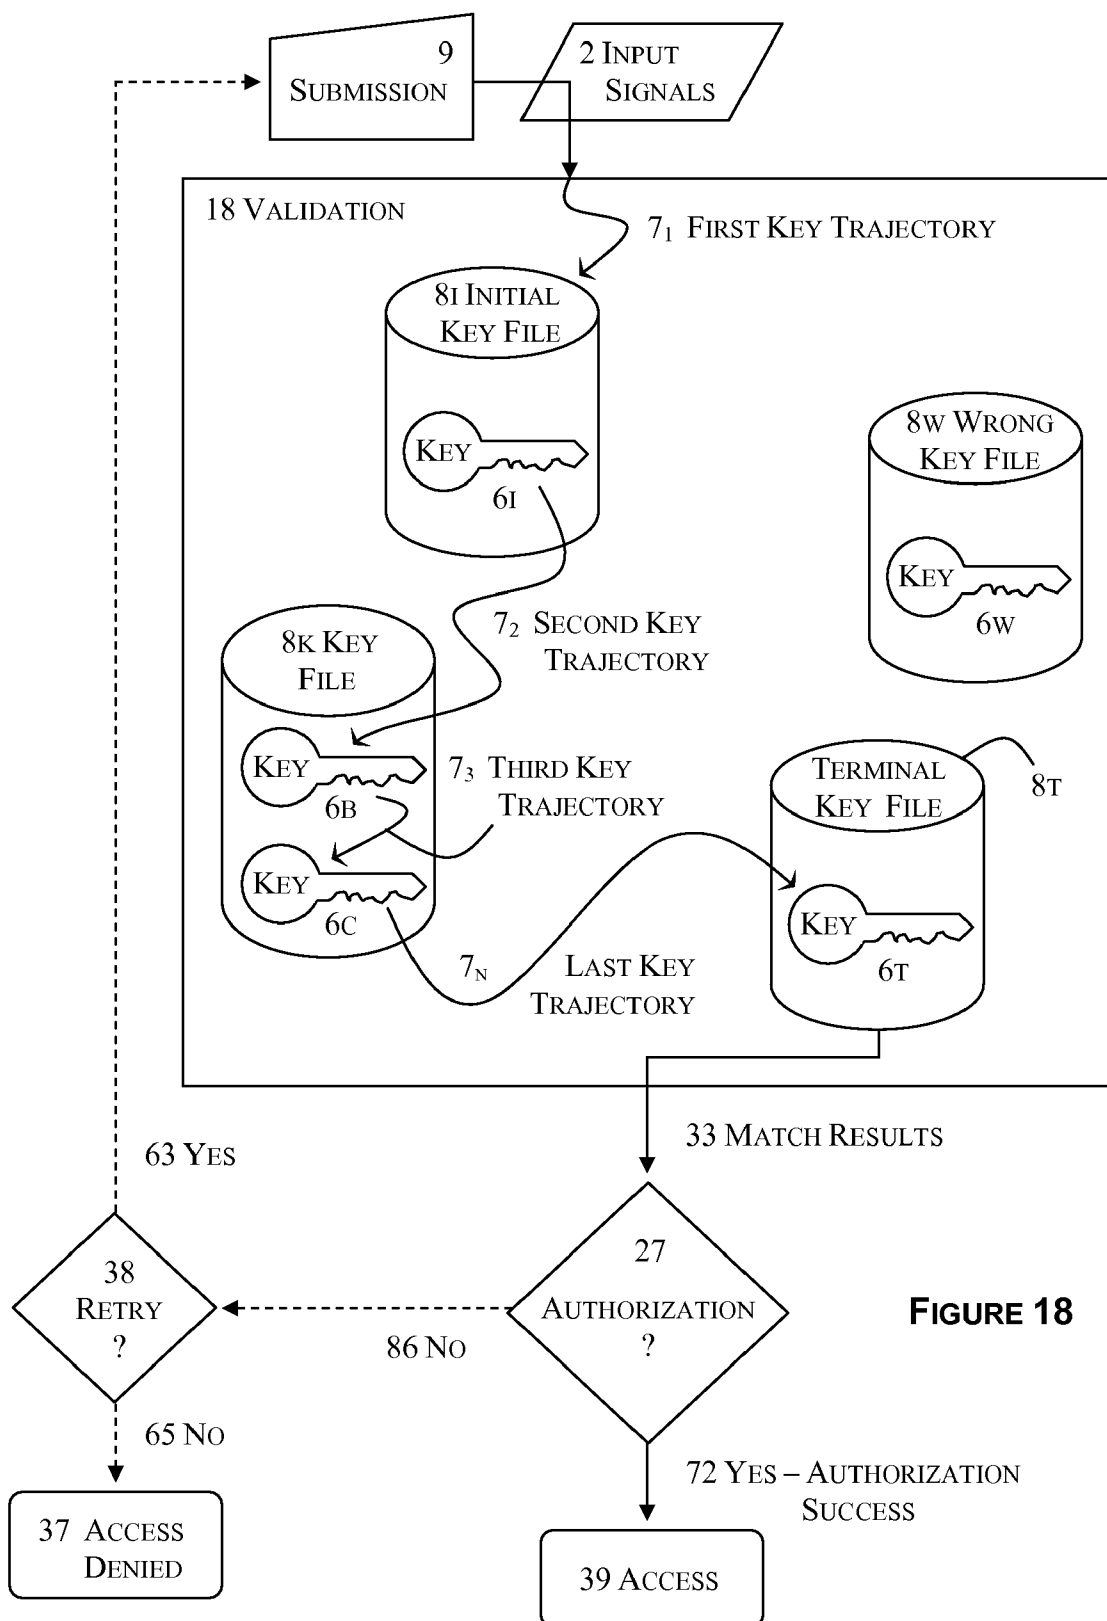 9
SUBMISSION
2 INPUT
SIGNALS
18 VALIDATION
7₁ FIRST KEY TRAJECTORY
8I INITIAL
KEY FILE
KEY
6I
8W WRONG
KEY FILE
KEY
6W
7₂ SECOND KEY
TRAJECTORY
8K KEY
FILE
KEY
6B
7₃ THIRD KEY
TRAJECTORY
TERMINAL
KEY FILE
8T
KEY
6C
KEY
6T
7N LAST KEY
TRAJECTORY
33 MATCH RESULTS
63 YES
38
RETRY
?
27
AUTHORIZATION
?
86 NO
FIGURE 18
65 NO
72 YES – AUTHORIZATION
SUCCESS
37 ACCESS
DENIED
39 ACCESS